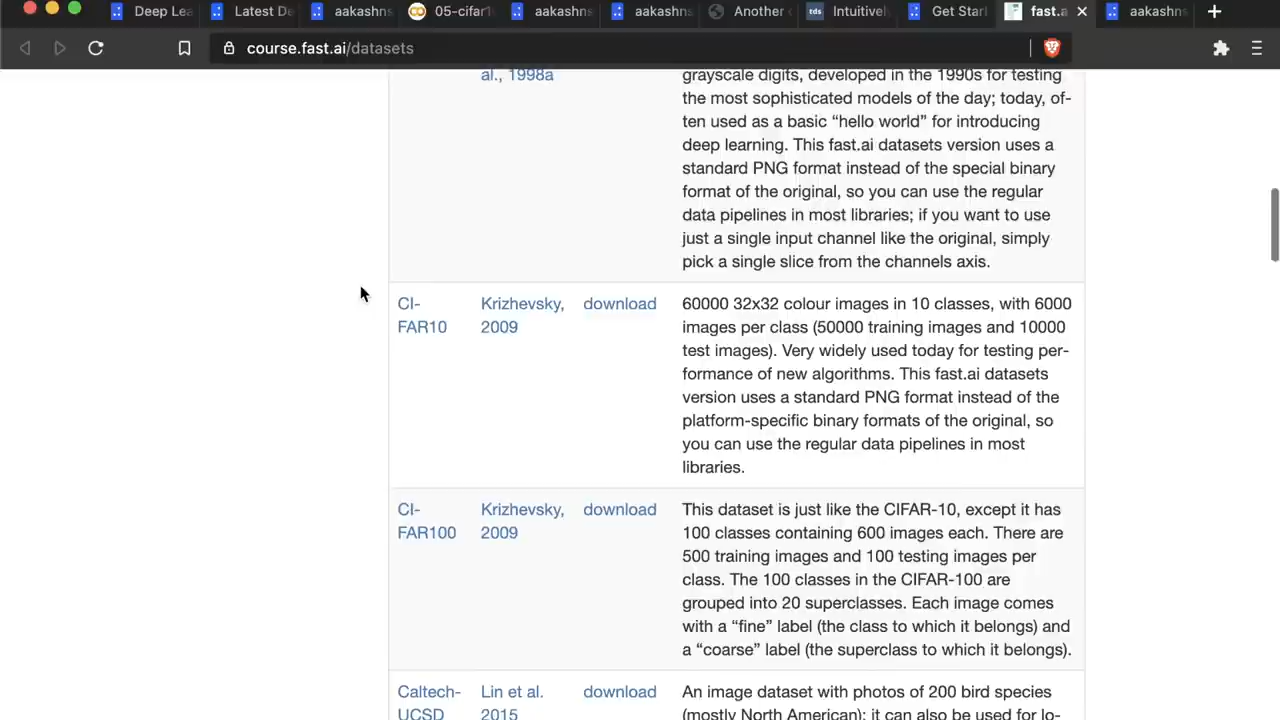 Deep Lea
Latest De
aakashns
05-cifar1
aakashns
aakashns
Another
tds
Intuitivel
Get Start
fast.a
aakashns
course.fast.ai/datasets
al., 1998a
grayscale digits, developed in the 1990s for testing
the most sophisticated models of the day; today, of-
ten used as a basic “hello world” for introducing
deep learning. This fast.ai datasets version uses a
standard PNG format instead of the special binary
format of the original, so you can use the regular
data pipelines in most libraries; if you want to use
just a single input channel like the original, simply
pick a single slice from the channels axis.
CI-
FAR10
Krizhevsky,
2009
download
60000 32x32 colour images in 10 classes, with 6000
images per class (50000 training images and 10000
test images). Very widely used today for testing per-
formance of new algorithms. This fast.ai datasets
version uses a standard PNG format instead of the
platform-specific binary formats of the original, so
you can use the regular data pipelines in most
libraries.
CI-
FAR100
Krizhevsky,
2009
download
This dataset is just like the CIFAR-10, except it has
100 classes containing 600 images each. There are
500 training images and 100 testing images per
class. The 100 classes in the CIFAR-100 are
grouped into 20 superclasses. Each image comes
with a “fine” label (the class to which it belongs) and
a “coarse” label (the superclass to which it belongs).
Caltech-
UCSD
Lin et al.
2015
download
An image dataset with photos of 200 bird species
(mostly North American); it can also be used for lo-